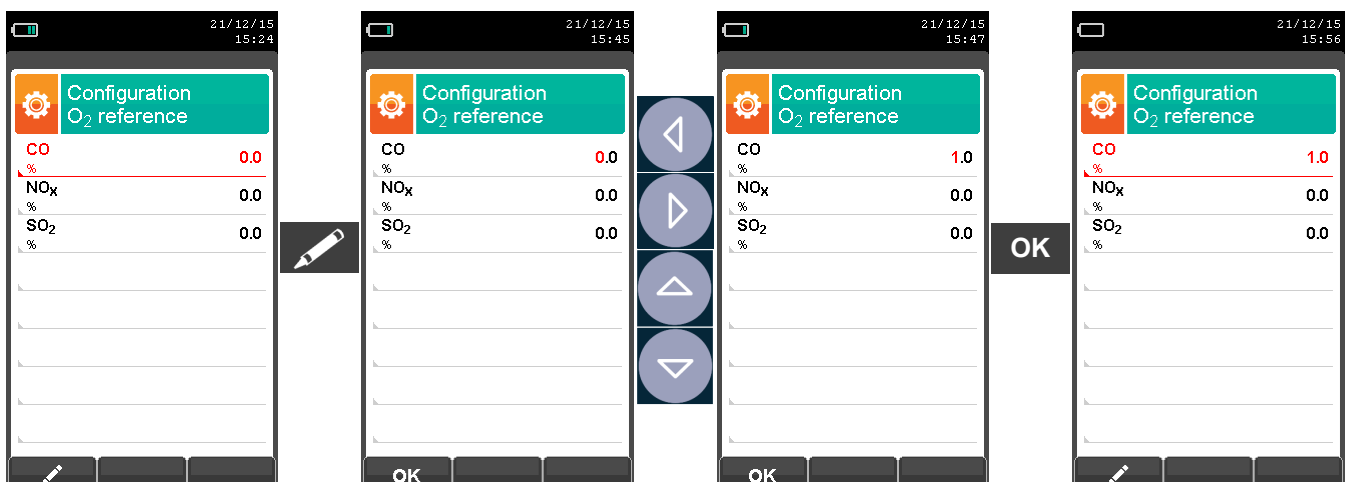 21/12/15
15:24
Configuration
O2 reference
CO
% 0.0
NOx
% 0.0
SO2
% 0.0
21/12/15
15:45
Configuration
O2 reference
CO
% 0.0
NOx
% 0.0
SO2
% 0.0
OK
21/12/15
15:47
Configuration
O2 reference
CO
% 1.0
NOx
% 0.0
SO2
% 0.0
OK
OK
21/12/15
15:56
Configuration
O2 reference
CO
% 1.0
NOx
% 0.0
SO2
% 0.0